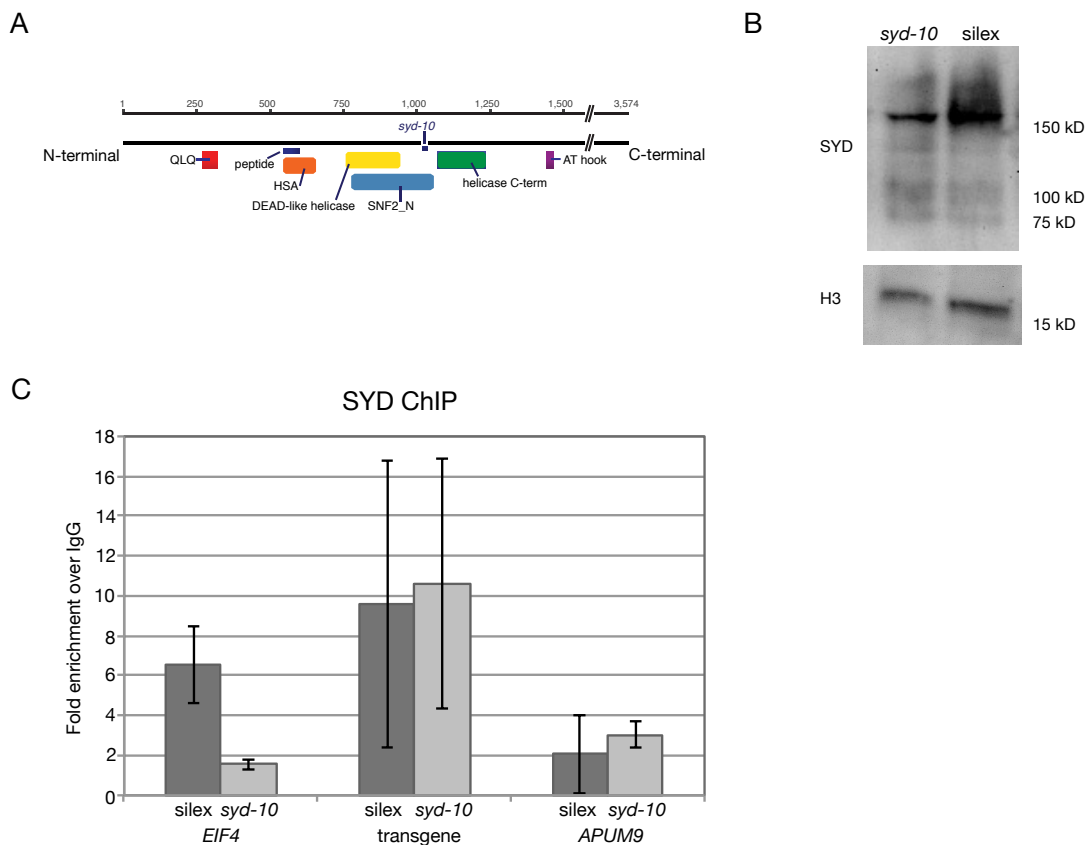 A
1 250 500 750 1,000 1,250 1,500 3,574
syd-10
N-terminal
C-terminal
QLQ
peptide
HSA
DEAD-like helicase
SNF2_N
helicase C-term
AT hook
B
syd-10 silex
SYD
150 kD
100 kD
75 kD
H3
15 kD
C
SYD ChIP
Fold enrichment over IgG
18
16
14
12
10
8
6
4
2
0
silex syd-10 silex syd-10 silex syd-10
EIF4 transgene APUM9